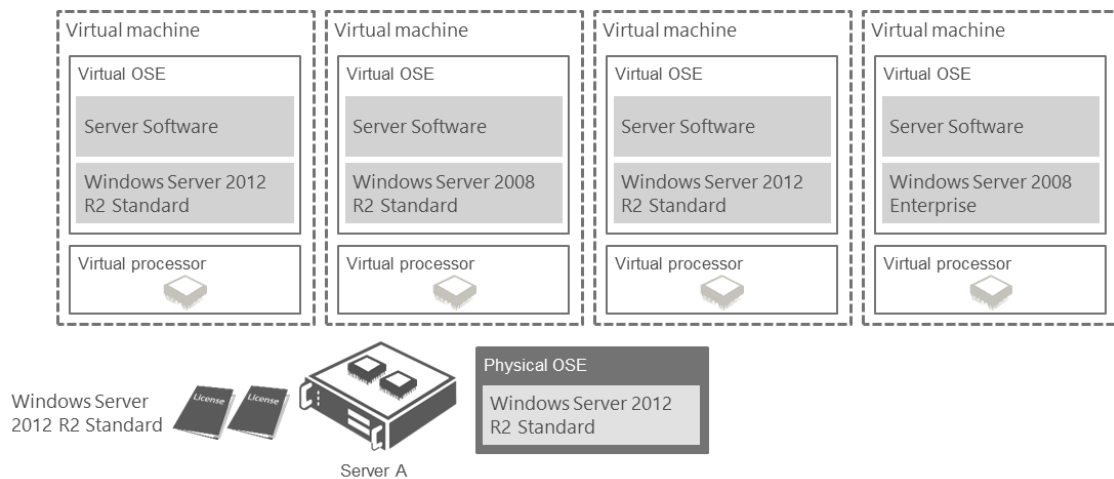 Virtual machine
Virtual OSE
Server Software
Windows Server 2012
R2 Standard
Virtual processor
Virtual machine
Virtual OSE
Server Software
Windows Server 2008
R2 Standard
Virtual processor
Virtual machine
Virtual OSE
Server Software
Windows Server 2012
R2 Standard
Virtual processor
Virtual machine
Virtual OSE
Server Software
Windows Server 2008
Enterprise
Virtual processor
Windows Server
2012 R2 Standard
License
License
Server A
Physical OSE
Windows Server 2012
R2 Standard